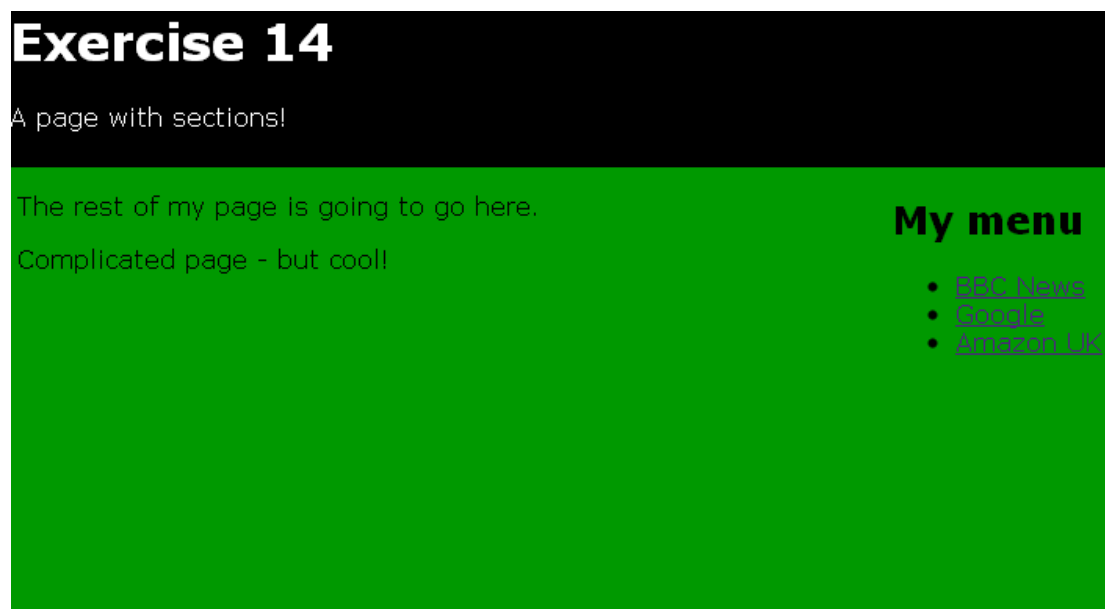 Exercise 14
A page with sections!
The rest of my page is going to go here.
Complicated page - but cool!
My menu
BBC News
Google
Amazon UK